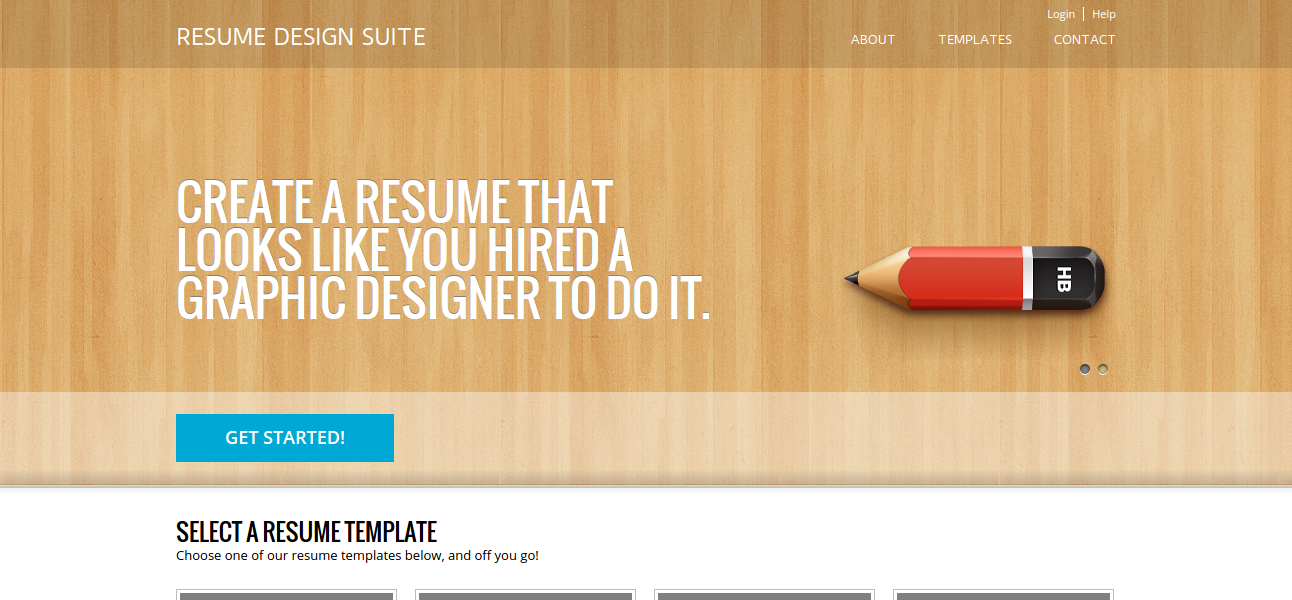 Login
Help
RESUME DESIGN SUITE
ABOUT
TEMPLATES
CONTACT
CREATE A RESUME THAT
LOOKS LIKE YOU HIRED A
GRAPHIC DESIGNER TO DO IT.
HB
GET STARTED!
SELECT A RESUME TEMPLATE
Choose one of our resume templates below, and off you go!